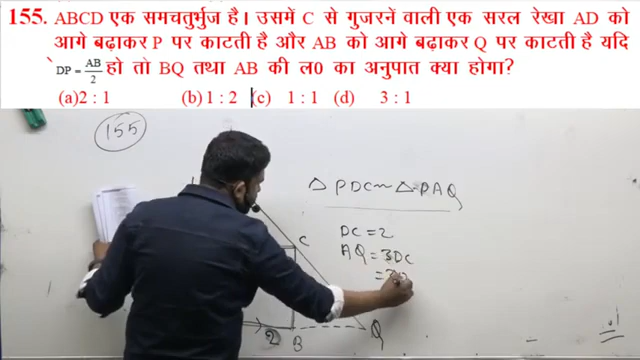 155. ABCD एक समचतुर्भुज है। उसमें C से गुजरनें वाली एक सरल रेखा AD को
आगे बढ़ाकर P पर काटती है और AB को आगे बढ़ाकर Q पर काटती है यदि
DP = AB/2 हो तो BQ तथा AB की ल0 का अनुपात क्या होगा?
(a)2 : 1 (b) 1 : 2 (c) 1 : 1 (d) 3 : 1
155
△ PDC ~ △ PAQ
DC = 2
AQ = 3DC
C
2
B
Q